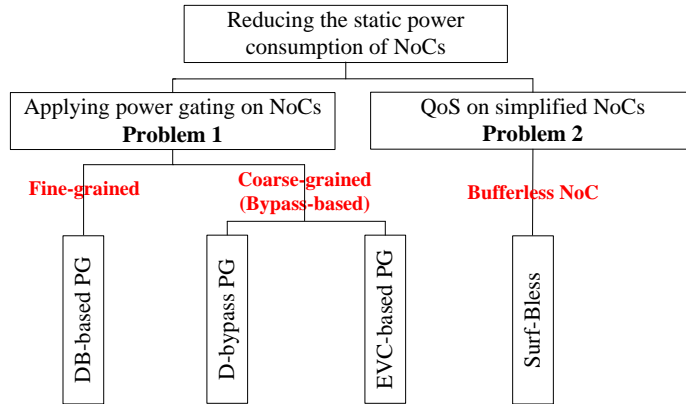 Reducing the static power
consumption of NoCs
Applying power gating on NoCs
Problem 1
QoS on simplified NoCs
Problem 2
Fine-grained
Coarse-grained
(Bypass-based)
Bufferless NoC
DB-based PG
D-bypass PG
EVC-based PG
Surf-Bless